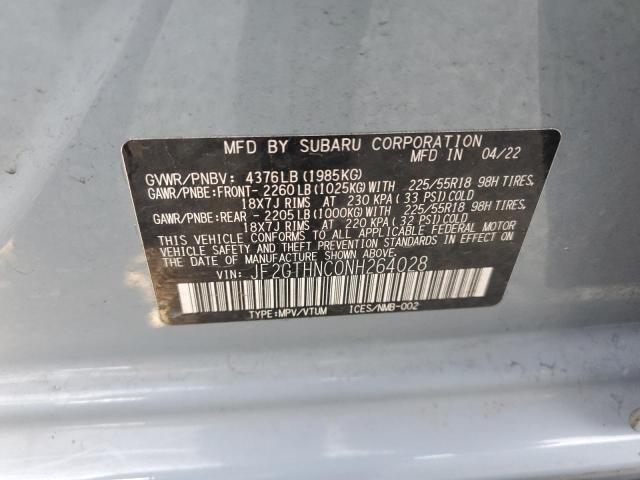 MFD BY SUBARU CORPORATION
MFD IN 04/22
GVWR/PNBV: 4376LB (1985KG)
GAWR/PNBE:FRONT- 2260LB (1025KG) WITH 225/55R18 98H TIRES,
18X7J RIMS AT 230 KPA (33 PSI) COLD
GAWR/PNBE:REAR - 2205LB (1000KG) WITH 225/55R18 98H TIRES,
18X7J RIMS AT 220 KPA (32 PSI) COLD
THIS VEHICLE CONFORMS TO ALL APPLICABLE FEDERAL MOTOR
VEHICLE SAFETY AND THEFT PREVENTION STANDARDS IN EFFECT ON
THE DATE OF MANUFACTURE SHOWN ABOVE.
VIN: JF2GTHNC0NH264028
TYPE:MPV/VTUM ICES/NMB-002